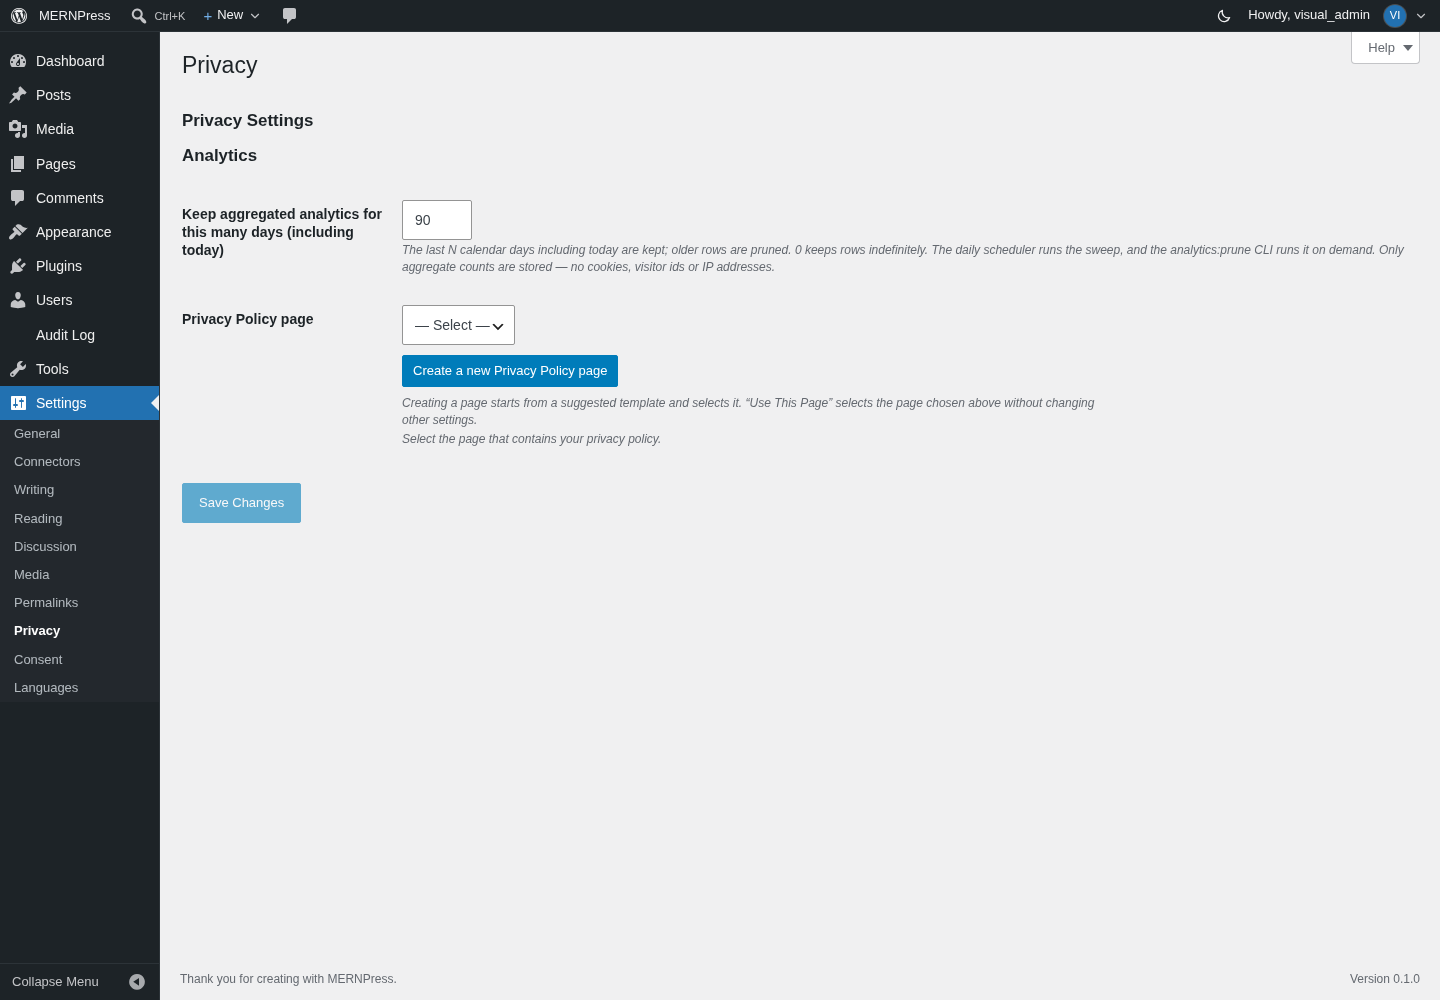 MERNPress
Ctrl+K
+ New
Howdy, visual_admin
VI
Help
Dashboard
Posts
Media
Pages
Comments
Appearance
Plugins
Users
Audit Log
Tools
Settings
General
Connectors
Writing
Reading
Discussion
Media
Permalinks
Privacy
Consent
Languages
Collapse Menu
Privacy
Privacy Settings
Analytics
Keep aggregated analytics for
this many days (including
today)
90
The last N calendar days including today are kept; older rows are pruned. 0 keeps rows indefinitely. The daily scheduler runs the sweep, and the analytics:prune CLI runs it on demand. Only
aggregate counts are stored — no cookies, visitor ids or IP addresses.
Privacy Policy page
— Select —
Create a new Privacy Policy page
Creating a page starts from a suggested template and selects it. “Use This Page” selects the page chosen above without changing
other settings.
Select the page that contains your privacy policy.
Save Changes
Thank you for creating with MERNPress.
Version 0.1.0